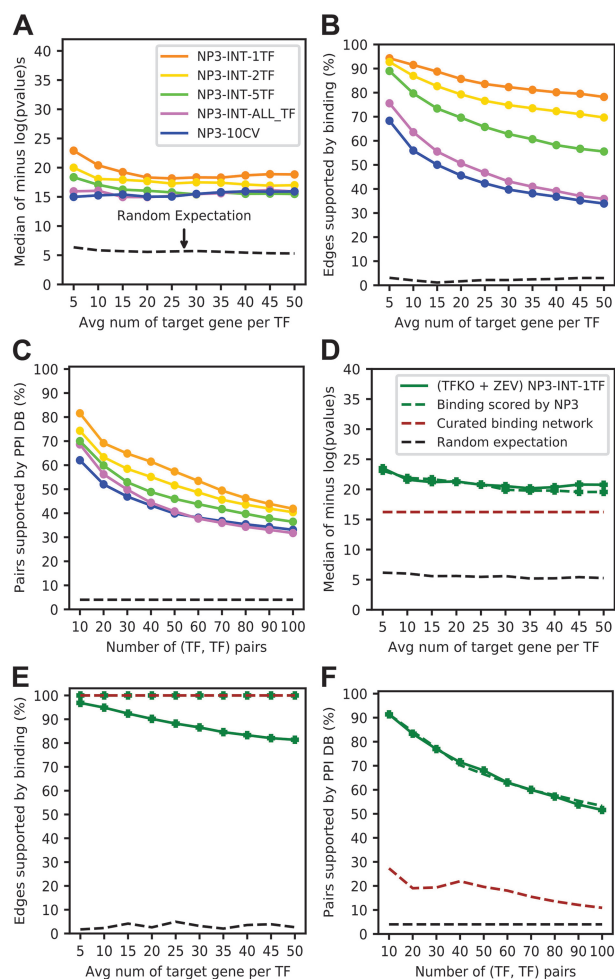 A
Median of minus log(pvalue)s
40
35
30
25
20
15
10
5
0
NP3-INT-1TF
NP3-INT-2TF
NP3-INT-5TF
NP3-INT-ALL_TF
NP3-10CV
Random Expectation
5 10 15 20 25 30 35 40 45 50
Avg num of target gene per TF
B
Edges supported by binding (%)
100
90
80
70
60
50
40
30
20
10
0
5 10 15 20 25 30 35 40 45 50
Avg num of target gene per TF
C
Pairs supported by PPI DB (%)
100
90
80
70
60
50
40
30
20
10
0
10 20 30 40 50 60 70 80 90 100
Number of (TF, TF) pairs
D
Median of minus log(pvalue)s
40
35
30
25
20
15
10
5
0
(TFKO + ZEV) NP3-INT-1TF
Binding scored by NP3
Curated binding network
Random expectation
5 10 15 20 25 30 35 40 45 50
Avg num of target gene per TF
E
Edges supported by binding (%)
100
90
80
70
60
50
40
30
20
10
0
5 10 15 20 25 30 35 40 45 50
Avg num of target gene per TF
F
Pairs supported by PPI DB (%)
100
90
80
70
60
50
40
30
20
10
0
10 20 30 40 50 60 70 80 90 100
Number of (TF, TF) pairs